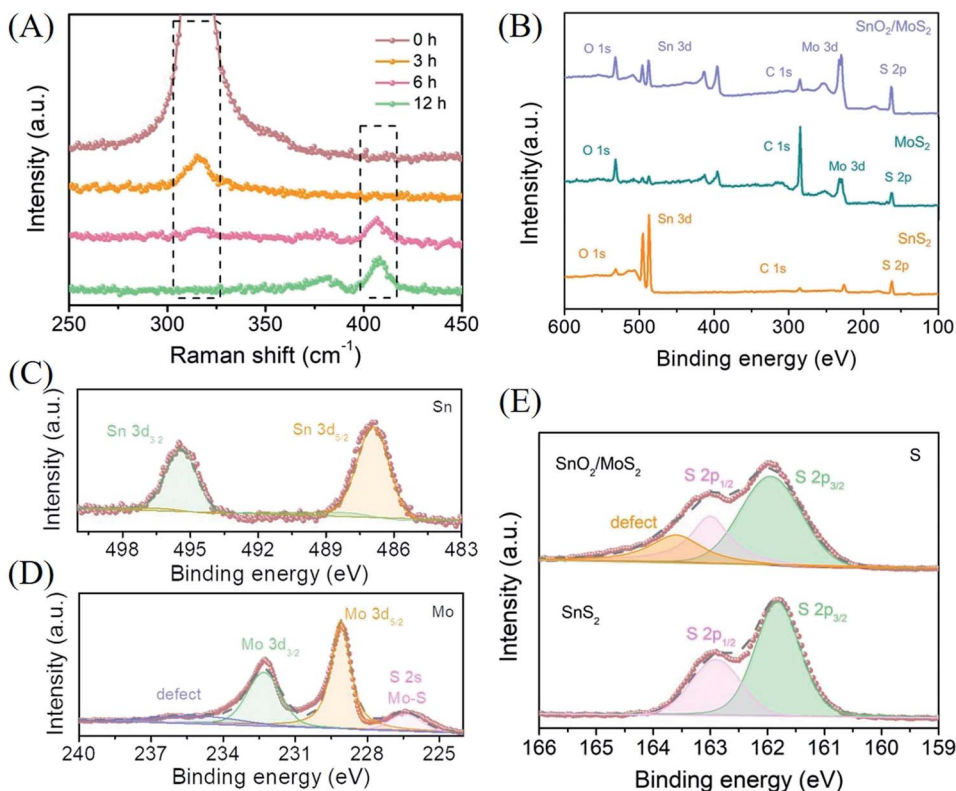 (A)
0 h
3 h
6 h
12 h
Intensity (a.u.)
250 300 350 400 450
Raman shift (cm⁻¹)
(B)
SnO₂/MoS₂
O 1s
Sn 3d
C 1s
Mo 3d
S 2p
MoS₂
O 1s
C 1s
Mo 3d
S 2p
SnS₂
O 1s
Sn 3d
C 1s
S 2p
Intensity(a.u.)
600 500 400 300 200 100
Binding energy (eV)
(C)
Sn
Sn 3d₃/₂
Sn 3d₅/₂
Intensity (a.u.)
498 495 492 489 486 483
Binding energy (eV)
(D)
Mo
Mo 3d₅/₂
Mo 3d₃/₂
S 2s
Mo-S
defect
Intensity (a.u.)
240 237 234 231 228 225
Binding energy (eV)
(E)
S
SnO₂/MoS₂
S 2p₁/₂
S 2p₃/₂
defect
SnS₂
S 2p₁/₂
S 2p₃/₂
Intensity (a.u.)
166 165 164 163 162 161 160 159
Binding energy (eV)